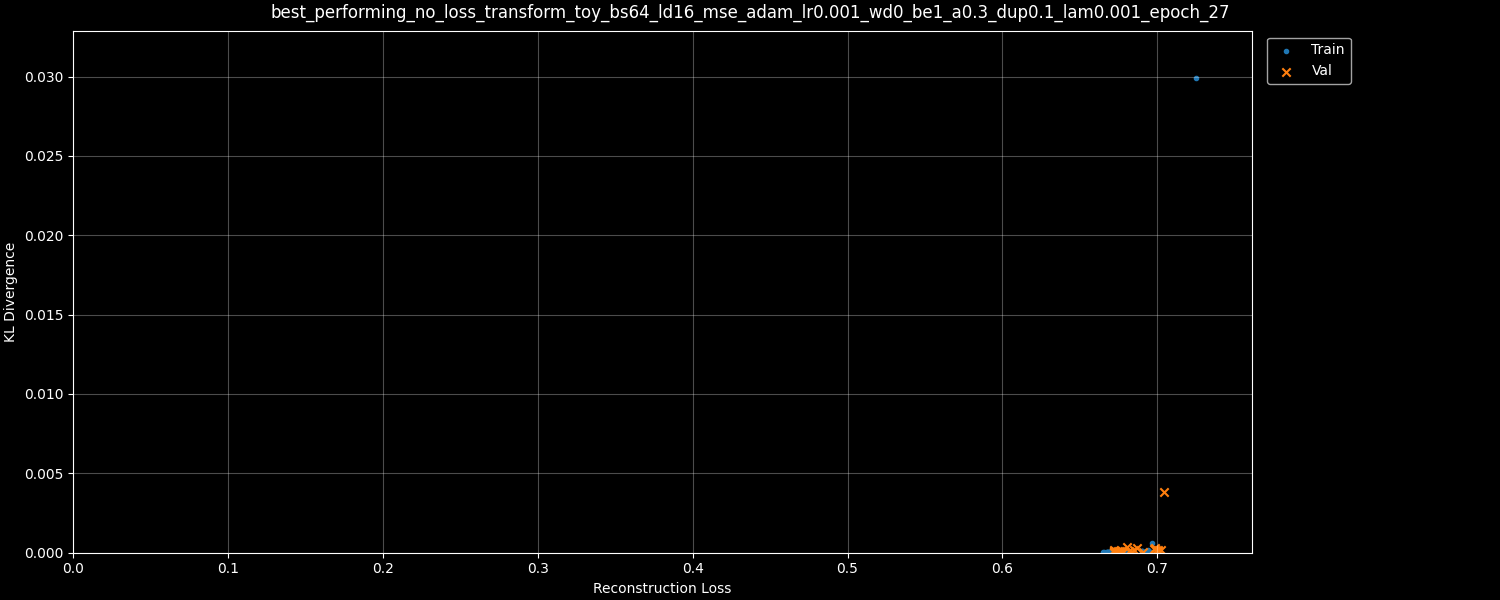 best_performing_no_loss_transform_toy_bs64_ld16_mse_adam_lr0.001_wd0_be1_a0.3_dup0.1_lam0.001_epoch_27
Train
Val
0.030
0.025
0.020
0.015
0.010
0.005
0.000
KL Divergence
0.0 0.1 0.2 0.3 0.4 0.5 0.6 0.7
Reconstruction Loss